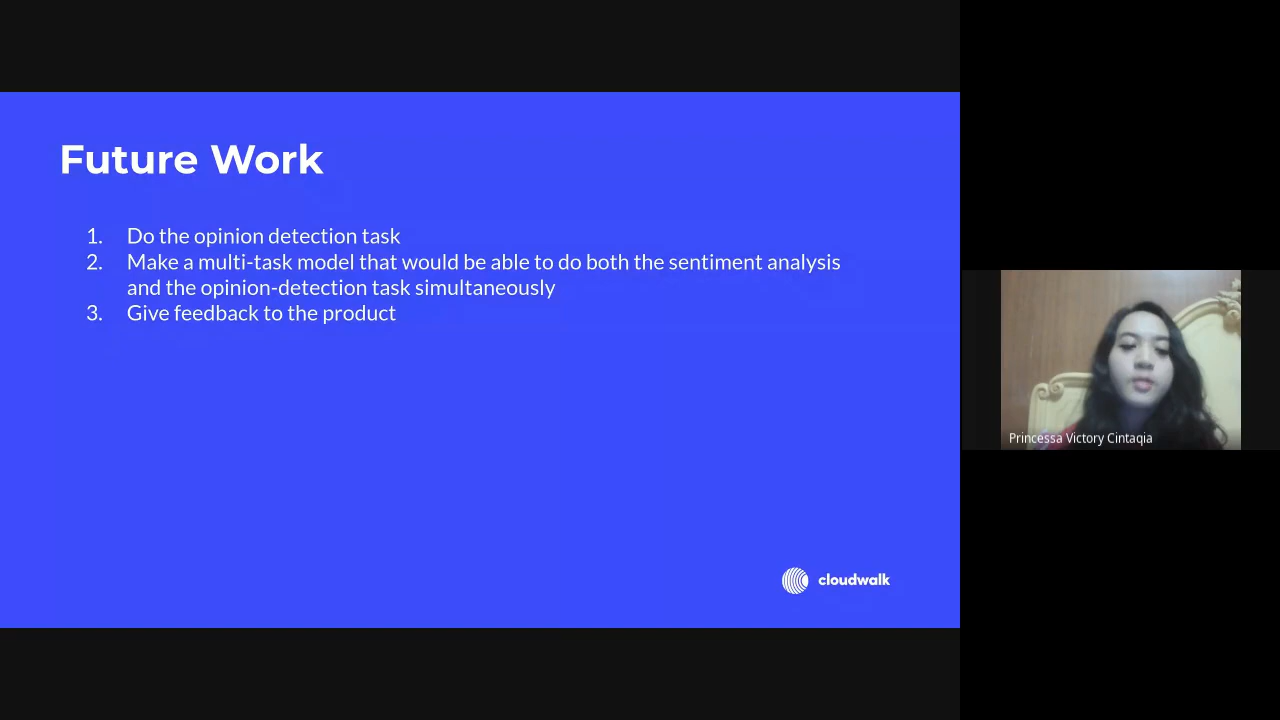 Future Work
1. Do the opinion detection task
2. Make a multi-task model that would be able to do both the sentiment analysis
and the opinion-detection task simultaneously
3. Give feedback to the product
Princessa Victory Cintaqia
cloudwalk